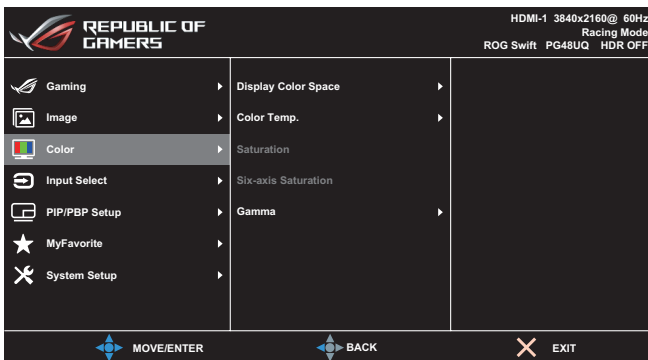 REPUBLIC OF
GAMERS
HDMI-1 3840x2160@ 60Hz
Racing Mode
ROG Swift PG48UQ HDR OFF
Gaming
Display Color Space
Image
Color Temp.
Color
Saturation
Input Select
Six-axis Saturation
PIP/PBP Setup
Gamma
MyFavorite
System Setup
MOVE/ENTER
BACK
EXIT